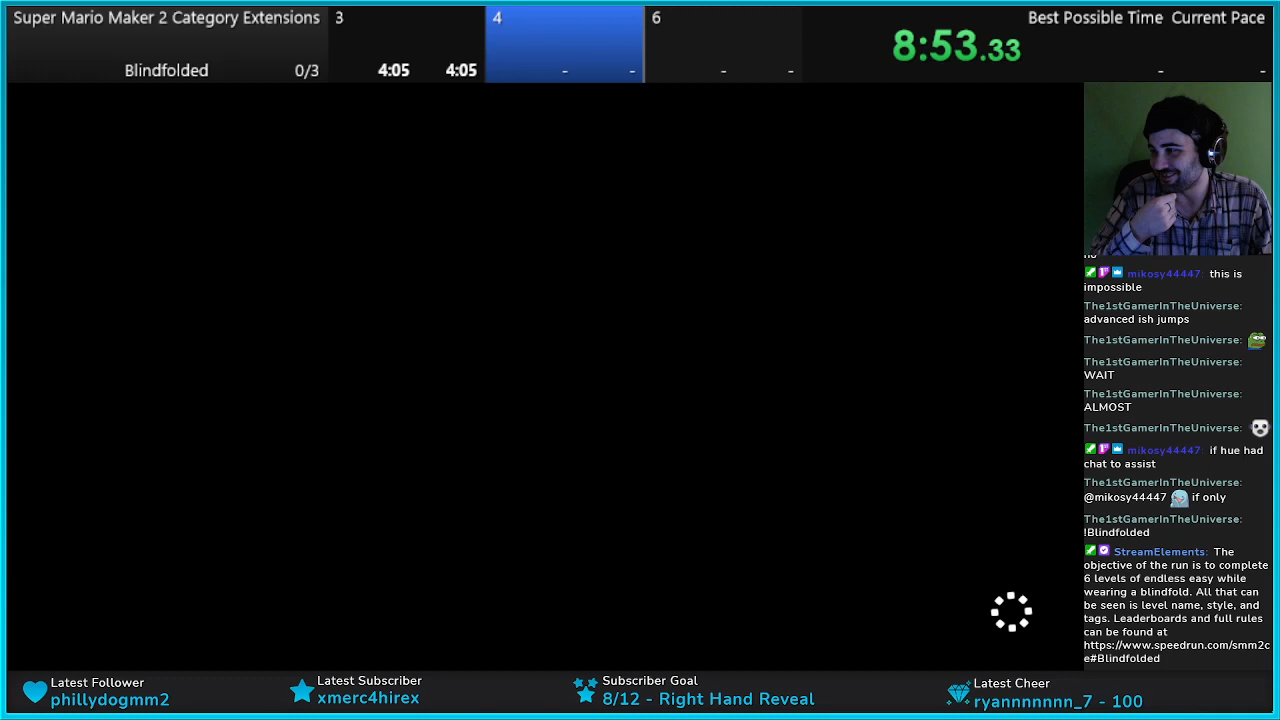 Super Mario Maker 2 Category Extensions
Blindfolded 0/3
3
4:05 4:05
4
- -
6
- -
8:53.33
Best Possible Time Current Pace
- -
mikosy44447: this is
impossible
The1stGamerInTheUniverse:
advanced ish jumps
The1stGamerInTheUniverse:
The1stGamerInTheUniverse:
WAIT
The1stGamerInTheUniverse:
ALMOST
The1stGamerInTheUniverse:
mikosy44447: if hue had
chat to assist
The1stGamerInTheUniverse:
@mikosy44447 if only
The1stGamerInTheUniverse:
!Blindfolded
StreamElements: The
objective of the run is to complete
6 levels of endless easy while
wearing a blindfold. All that can
be seen is level name, style, and
tags. Leaderboards and full rules
can be found at
https://www.speedrun.com/smm2c
e#Blindfolded
Latest Follower
phillydogmm2
Latest Subscriber
xmerc4hirex
Subscriber Goal
8/12 - Right Hand Reveal
Latest Cheer
ryannnnnnn_7 - 100